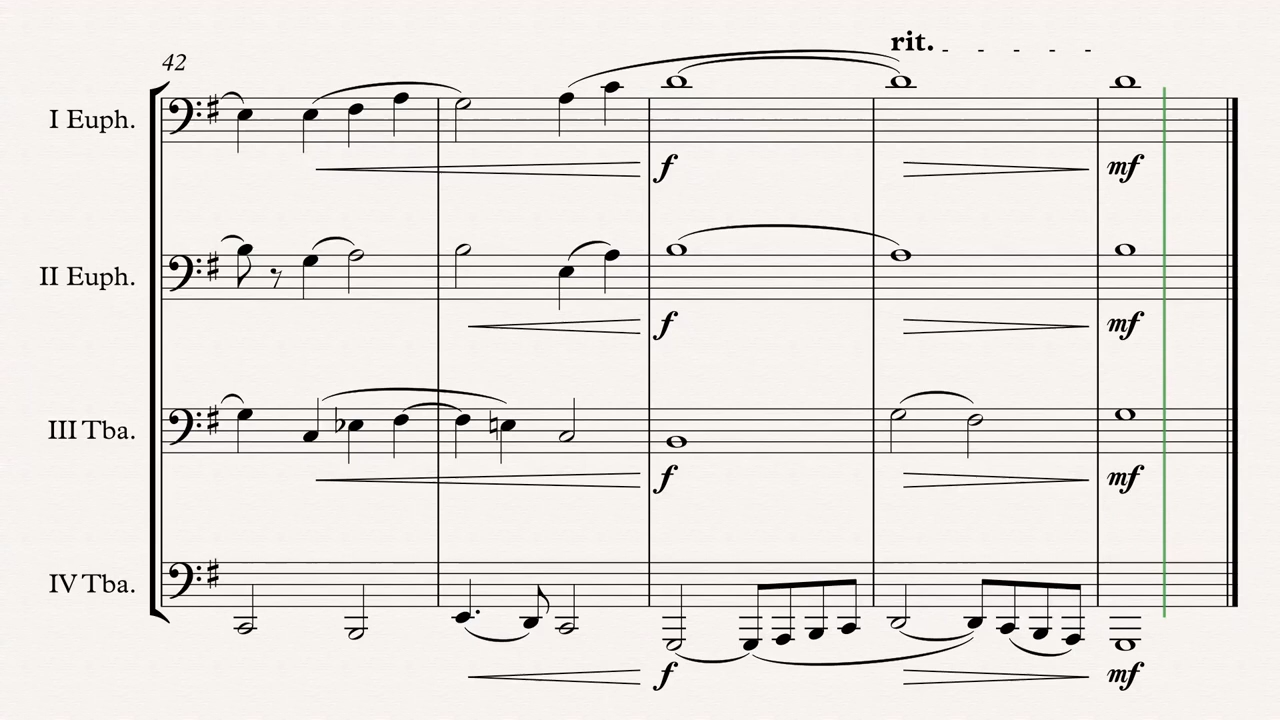 rit.
42
I Euph.
f mf
II Euph.
f mf
III Tba.
f mf
IV Tba.
f mf